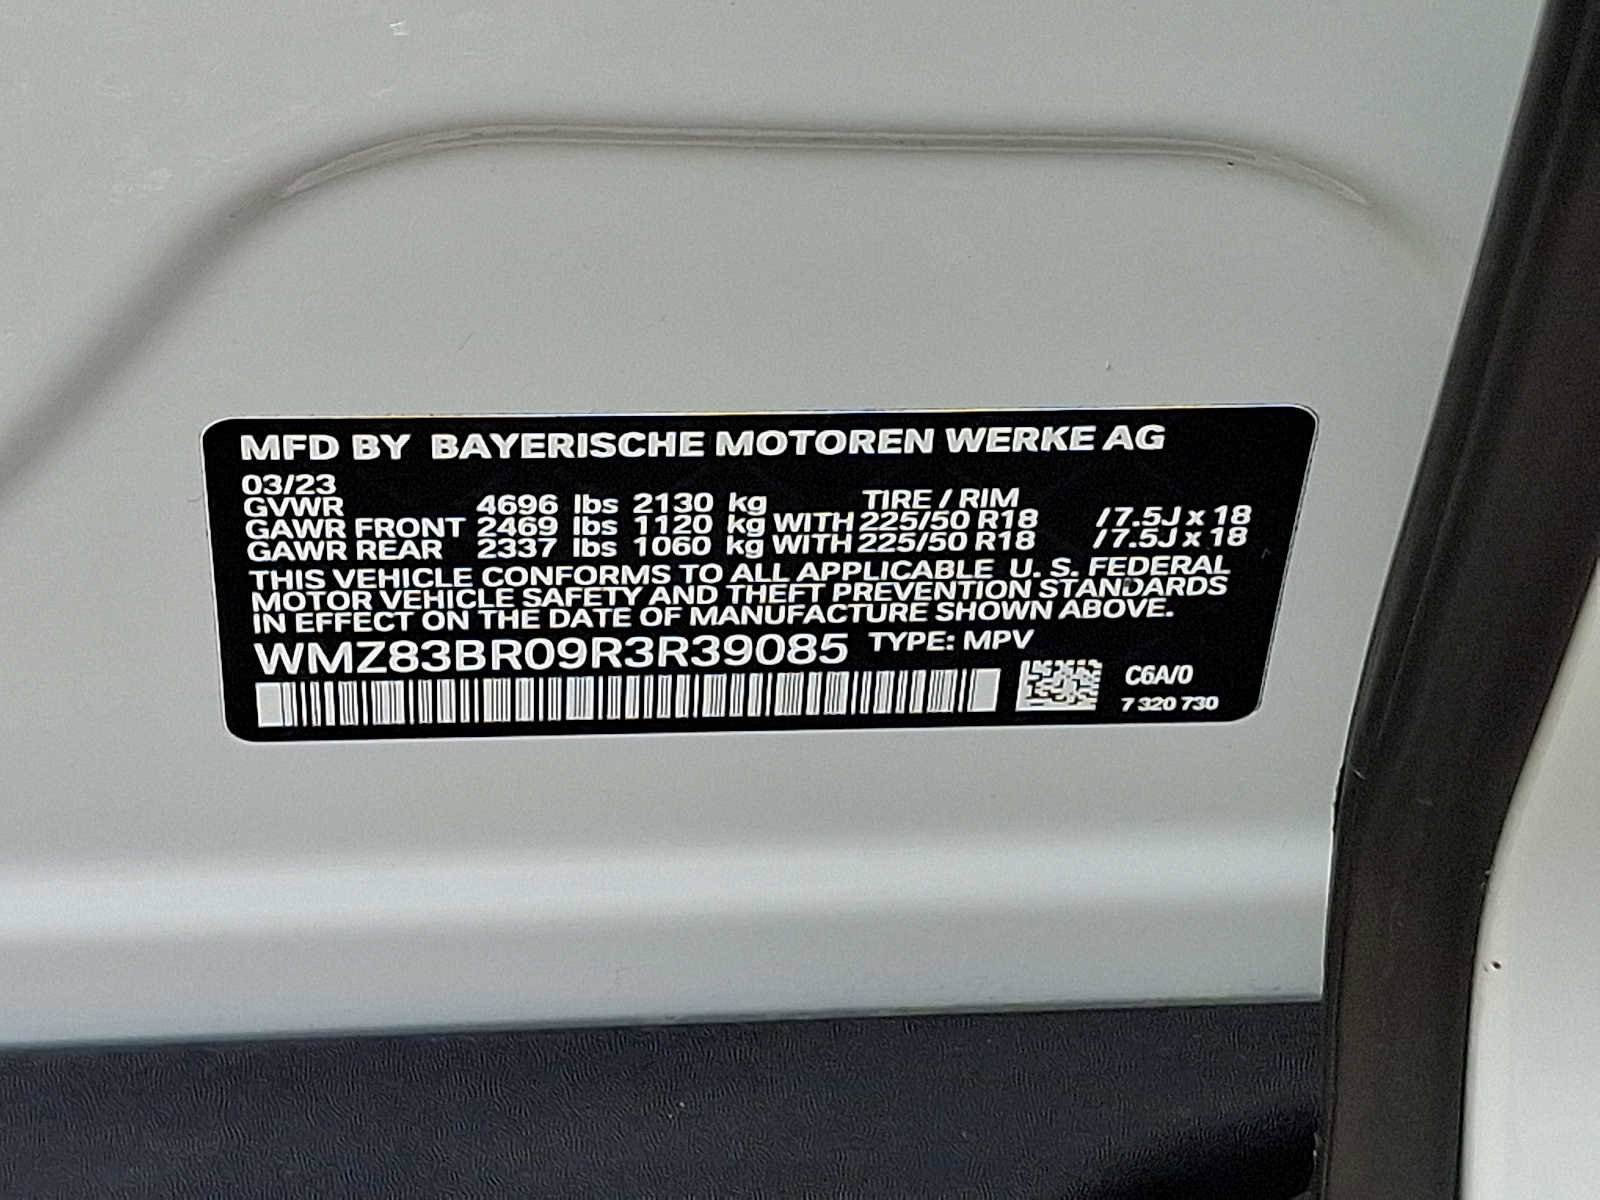 MFD BY BAYERISCHE MOTOREN WERKE AG
03/23
GVWR 4696 lbs 2130 kg TIRE / RIM
GAWR FRONT 2469 lbs 1120 kg WITH 225/50 R18 / 7.5J x 18
GAWR REAR 2337 lbs 1060 kg WITH 225/50 R18 / 7.5J x 18
THIS VEHICLE CONFORMS TO ALL APPLICABLE U. S. FEDERAL
MOTOR VEHICLE SAFETY AND THEFT PREVENTION STANDARDS
IN EFFECT ON THE DATE OF MANUFACTURE SHOWN ABOVE.
WMZ83BR09R3R39085 TYPE: MPV
C6A/0
7 320 730